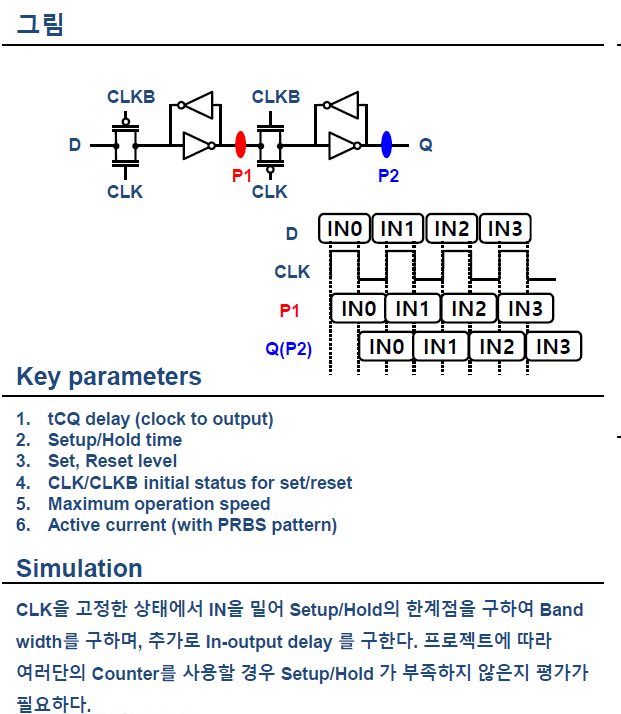 그림
CLKB CLKB
D Q
P1 P2
CLK CLK
D IN0 IN1 IN2 IN3
CLK
P1 IN0 IN1 IN2 IN3
Q(P2) IN0 IN1 IN2 IN3
Key parameters
1. tCQ delay (clock to output)
2. Setup/Hold time
3. Set, Reset level
4. CLK/CLKB initial status for set/reset
5. Maximum operation speed
6. Active current (with PRBS pattern)
Simulation
CLK을 고정한 상태에서 IN을 밀어 Setup/Hold의 한계점을 구하여 Band
width를 구하며, 추가로 In-output delay 를 구한다. 프로젝트에 따라
여러단의 Counter를 사용할 경우 Setup/Hold 가 부족하지 않은지 평가가
필요하다.